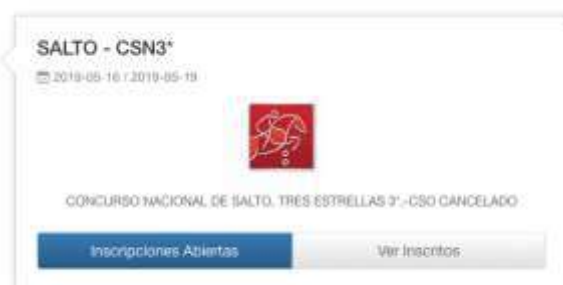 SALTO - CSN3*
2019-05-16 / 2019-05-19
CONCURSO NACIONAL DE SALTO. TRES ESTRELLAS 3*.-CSO CANCELADO
Inscripciones Abiertas
Ver Inscritos